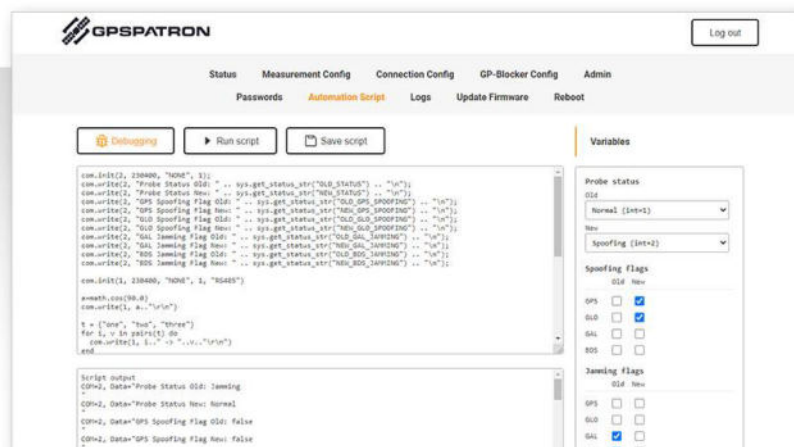 GPSPATRON
Log out
Status Measurement Config Connection Config GP-Blocker Config Admin
Passwords Automation Script Logs Update Firmware Reboot
Debugging Run script Save script
Variables
com.init(2, 230400, "NONE", 1);
com.write(2, "Probe Status Old: " .. sys.get_status_str("OLD_STATUS") .. "\n");
com.write(2, "Probe Status New: " .. sys.get_status_str("NEW_STATUS") .. "\n");
com.write(2, "GPS Spoofing Flag Old: " .. sys.get_status_str("OLD_GPS_SPOOFING") .. "\n");
com.write(2, "GPS Spoofing Flag New: " .. sys.get_status_str("NEW_GPS_SPOOFING") .. "\n");
com.write(2, "GLO Spoofing Flag Old: " .. sys.get_status_str("OLD_GLO_SPOOFING") .. "\n");
com.write(2, "GLO Spoofing Flag New: " .. sys.get_status_str("NEW_GLO_SPOOFING") .. "\n");
com.write(2, "GAL Jamming Flag Old: " .. sys.get_status_str("OLD_GAL_JAMMING") .. "\n");
com.write(2, "GAL Jamming Flag New: " .. sys.get_status_str("NEW_GAL_JAMMING") .. "\n");
com.write(2, "BDS Jamming Flag Old: " .. sys.get_status_str("OLD_BDS_JAMMING") .. "\n");
com.write(2, "BDS Jamming Flag New: " .. sys.get_status_str("NEW_BDS_JAMMING") .. "\n");
com.init(1, 230400, "NONE", 1, "RS485")
a=math.cos(90.0)
com.write(1, a.."\r\n")
t = {"one", "two", "three"}
for i, v in pairs(t) do
com.write(1, i.." -> "..v.."\r\n")
end
Script output
COM=2, Data="Probe Status Old: Jamming
"
COM=2, Data="Probe Status New: Normal
"
COM=2, Data="GPS Spoofing Flag Old: false
"
COM=2, Data="GPS Spoofing Flag New: false
Probe status
Old
Normal (int=1)
New
Spoofing (int=2)
Spoofing flags
Old New
GPS
GLO
GAL
BDS
Jamming flags
Old New
GPS
GLO
GAL